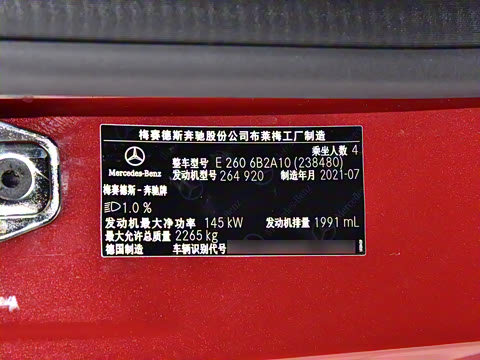 梅赛德斯奔驰股份公司布莱梅工厂制造
乘坐人数 4
整车型号 E 260 6B2A10 (238480)
Mercedes-Benz 发动机型号 264 920 制造年月 2021-07
梅赛德斯-奔驰牌
1.0 %
发动机最大净功率 145 kW 发动机排量 1991 mL
最大允许总质量 2265 kg
德国制造 车辆识别代号